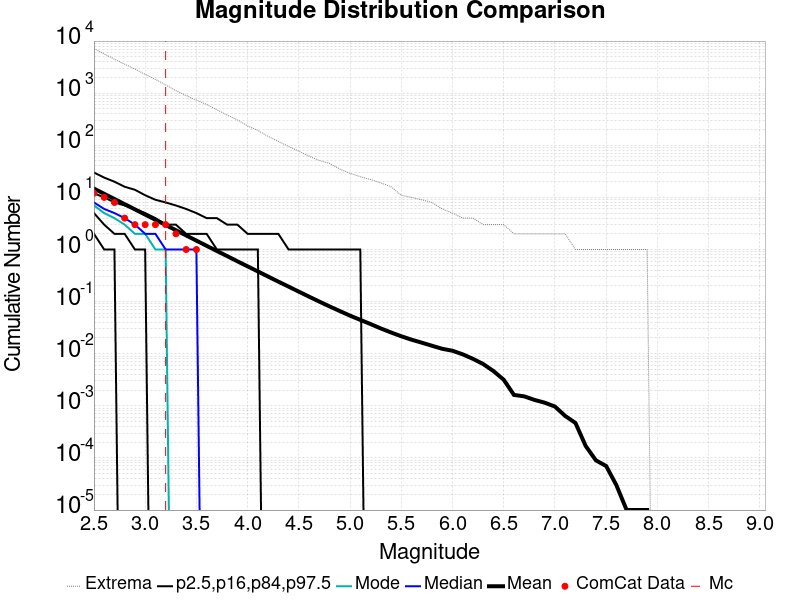 Magnitude Distribution Comparison
Cumulative Number
10^4
10^3
10^2
10^1
10^0
10^-1
10^-2
10^-3
10^-4
10^-5
2.5 3.0 3.5 4.0 4.5 5.0 5.5 6.0 6.5 7.0 7.5 8.0 8.5 9.0
Magnitude
Extrema p2.5,p16,p84,p97.5 Mode Median Mean ComCat Data Mc